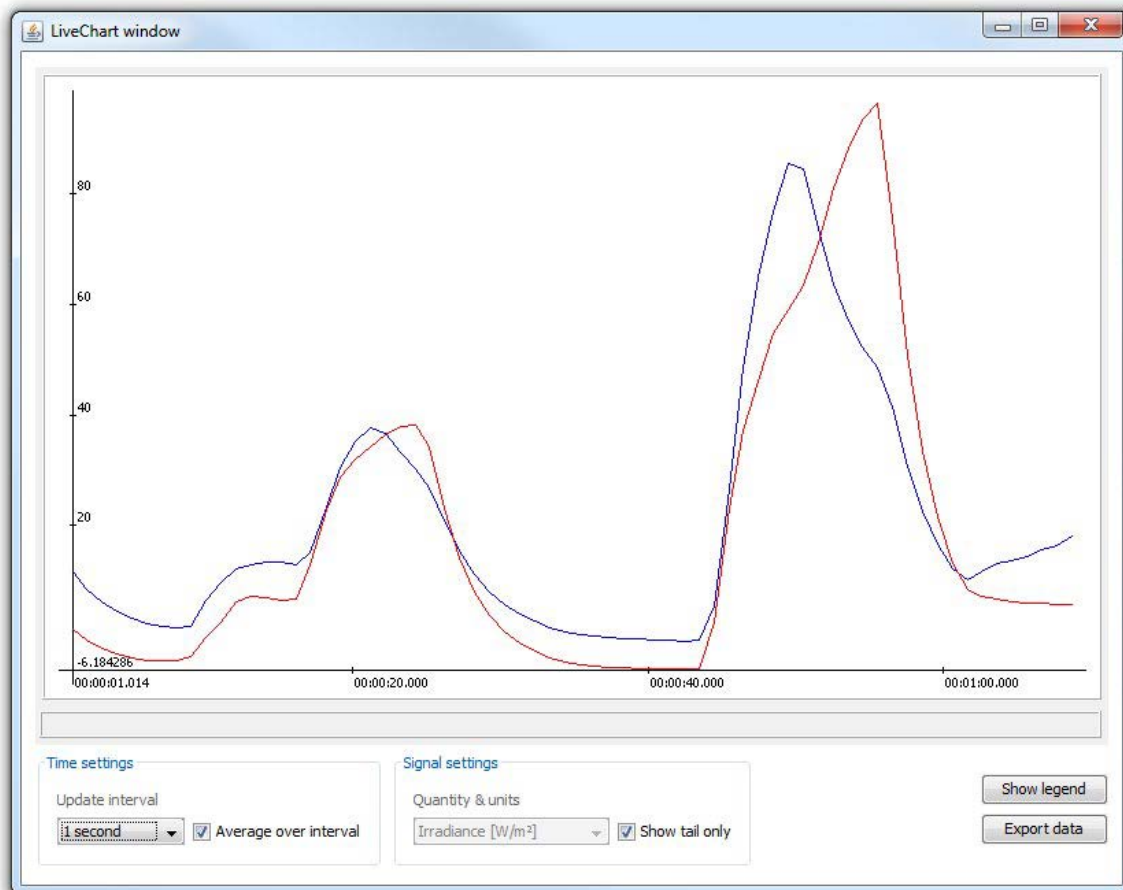 LiveChart window
80
60
40
20
-6.184286
00:00:01.014 00:00:20.000 00:00:40.000 00:01:00.000
Time settings
Update interval
1 second Average over interval
Signal settings
Quantity & units
Irradiance [W/m²] Show tail only
Show legend
Export data